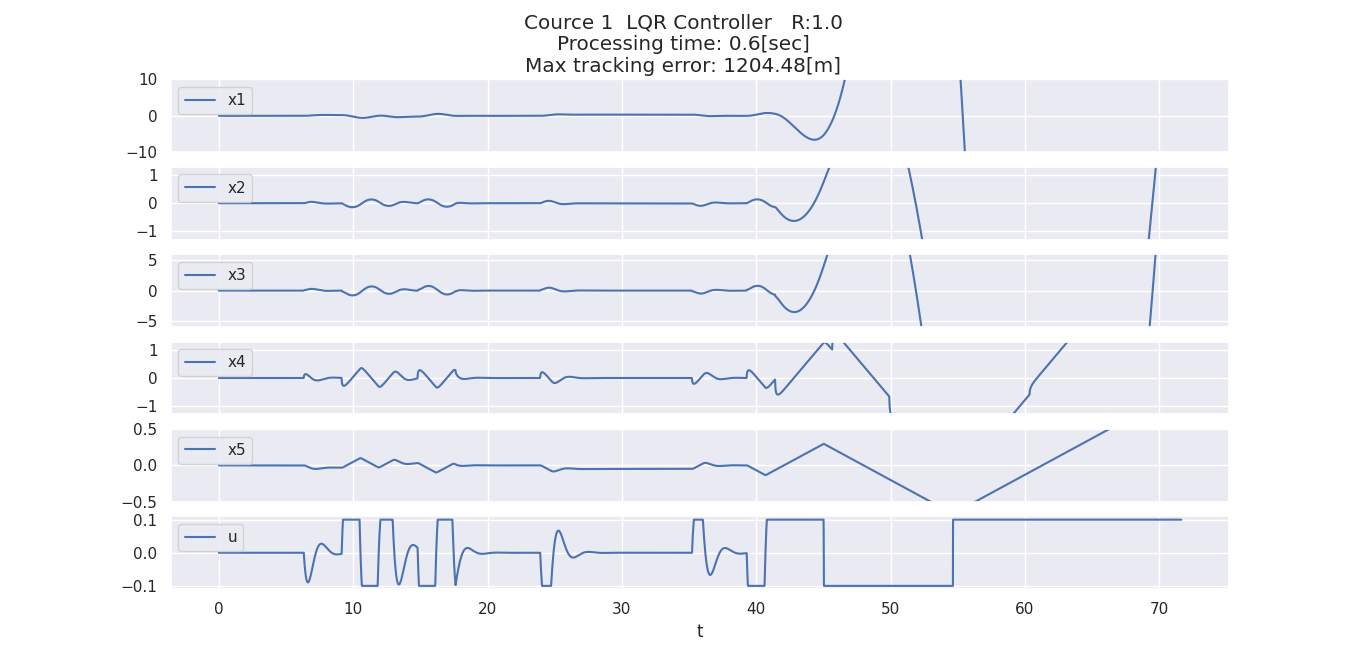 Cource 1 LQR Controller R:1.0
Processing time: 0.6[sec]
Max tracking error: 1204.48[m]
10
0
−10
x1
1
0
−1
x2
5
0
−5
x3
1
0
−1
x4
0.5
0.0
−0.5
x5
0.1
0.0
−0.1
u
0 10 20 30 40 50 60 70
t